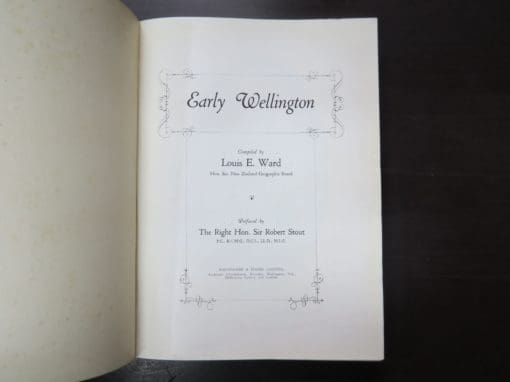 Early Wellington
Compiled by
Louis E. Ward
Hon. Sec. New Zealand Geographic Board
Prefaced by
The Right Hon. Sir Robert Stout
P.C., K.C.M.G., D.C.L., LL.D., M.L.C.
WHITCOMBE & TOMBS LIMITED